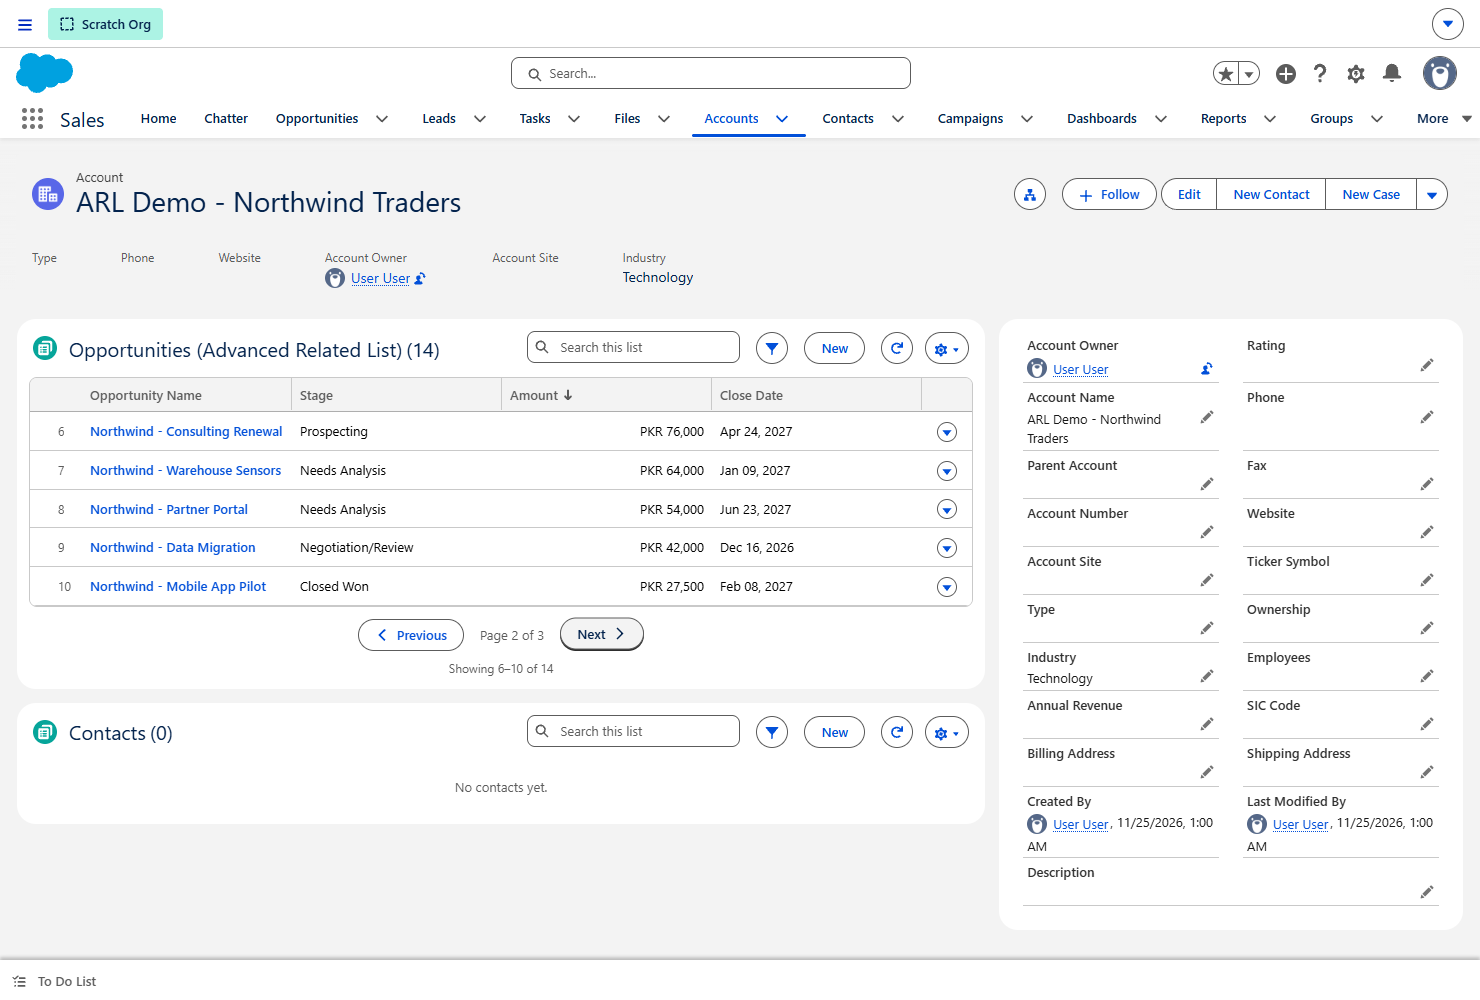 Scratch Org
Search...
Sales
Home
Chatter
Opportunities
Leads
Tasks
Files
Accounts
Contacts
Campaigns
Dashboards
Reports
Groups
More
Account
ARL Demo - Northwind Traders
Follow
Edit
New Contact
New Case
Type
Phone
Website
Account Owner
User User
Account Site
Industry
Technology
Opportunities (Advanced Related List) (14)
Search this list
New
Opportunity Name Stage Amount Close Date
6 Northwind - Consulting Renewal Prospecting PKR 76,000 Apr 24, 2027
7 Northwind - Warehouse Sensors Needs Analysis PKR 64,000 Jan 09, 2027
8 Northwind - Partner Portal Needs Analysis PKR 54,000 Jun 23, 2027
9 Northwind - Data Migration Negotiation/Review PKR 42,000 Dec 16, 2026
10 Northwind - Mobile App Pilot Closed Won PKR 27,500 Feb 08, 2027
Previous
Page 2 of 3
Next
Showing 6–10 of 14
Contacts (0)
Search this list
New
No contacts yet.
Account Owner
User User
Rating
Account Name
ARL Demo - Northwind
Traders
Phone
Parent Account
Fax
Account Number
Website
Account Site
Ticker Symbol
Type
Ownership
Industry
Technology
Employees
Annual Revenue
SIC Code
Billing Address
Shipping Address
Created By
User User, 11/25/2026, 1:00
AM
Last Modified By
User User, 11/25/2026, 1:00
AM
Description
To Do List